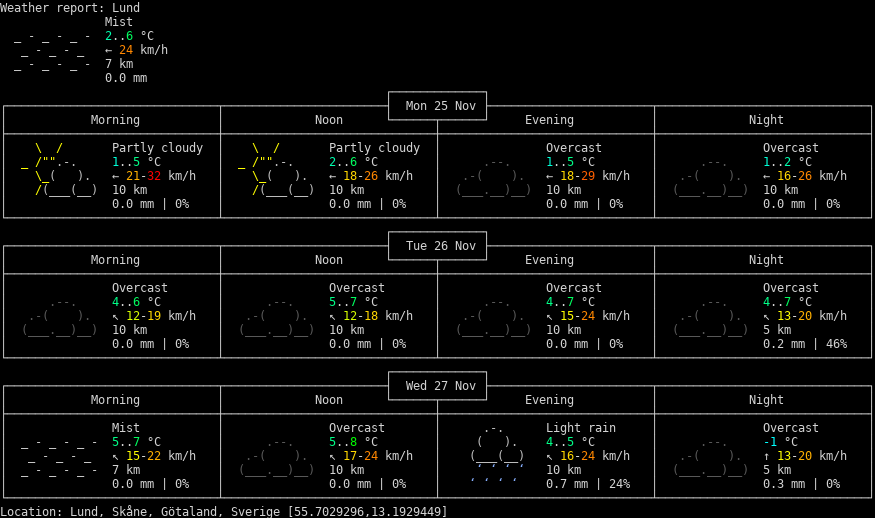 Weather report: Lund
Mist
2..6 °C
← 24 km/h
7 km
0.0 mm
Mon 25 Nov
Morning Noon Evening Night
Partly cloudy Partly cloudy Overcast Overcast
1..5 °C 2..6 °C 1..5 °C 1..2 °C
← 21-32 km/h ← 18-26 km/h ← 18-29 km/h ← 16-26 km/h
10 km 10 km 10 km 10 km
0.0 mm | 0% 0.0 mm | 0% 0.0 mm | 0% 0.0 mm | 0%
Tue 26 Nov
Morning Noon Evening Night
Overcast Overcast Overcast Overcast
4..6 °C 5..7 °C 4..7 °C 4..7 °C
↖ 12-19 km/h ↖ 12-18 km/h ↖ 15-24 km/h ↖ 13-20 km/h
10 km 10 km 10 km 5 km
0.0 mm | 0% 0.0 mm | 0% 0.0 mm | 0% 0.2 mm | 46%
Wed 27 Nov
Morning Noon Evening Night
Mist Overcast Light rain Overcast
5..7 °C 5..8 °C 4..5 °C -1 °C
↖ 15-22 km/h ↖ 17-24 km/h ↖ 16-24 km/h ↑ 13-20 km/h
7 km 10 km 10 km 5 km
0.0 mm | 0% 0.0 mm | 0% 0.7 mm | 24% 0.3 mm | 0%
Location: Lund, Skåne, Götaland, Sverige [55.7029296,13.1929449]